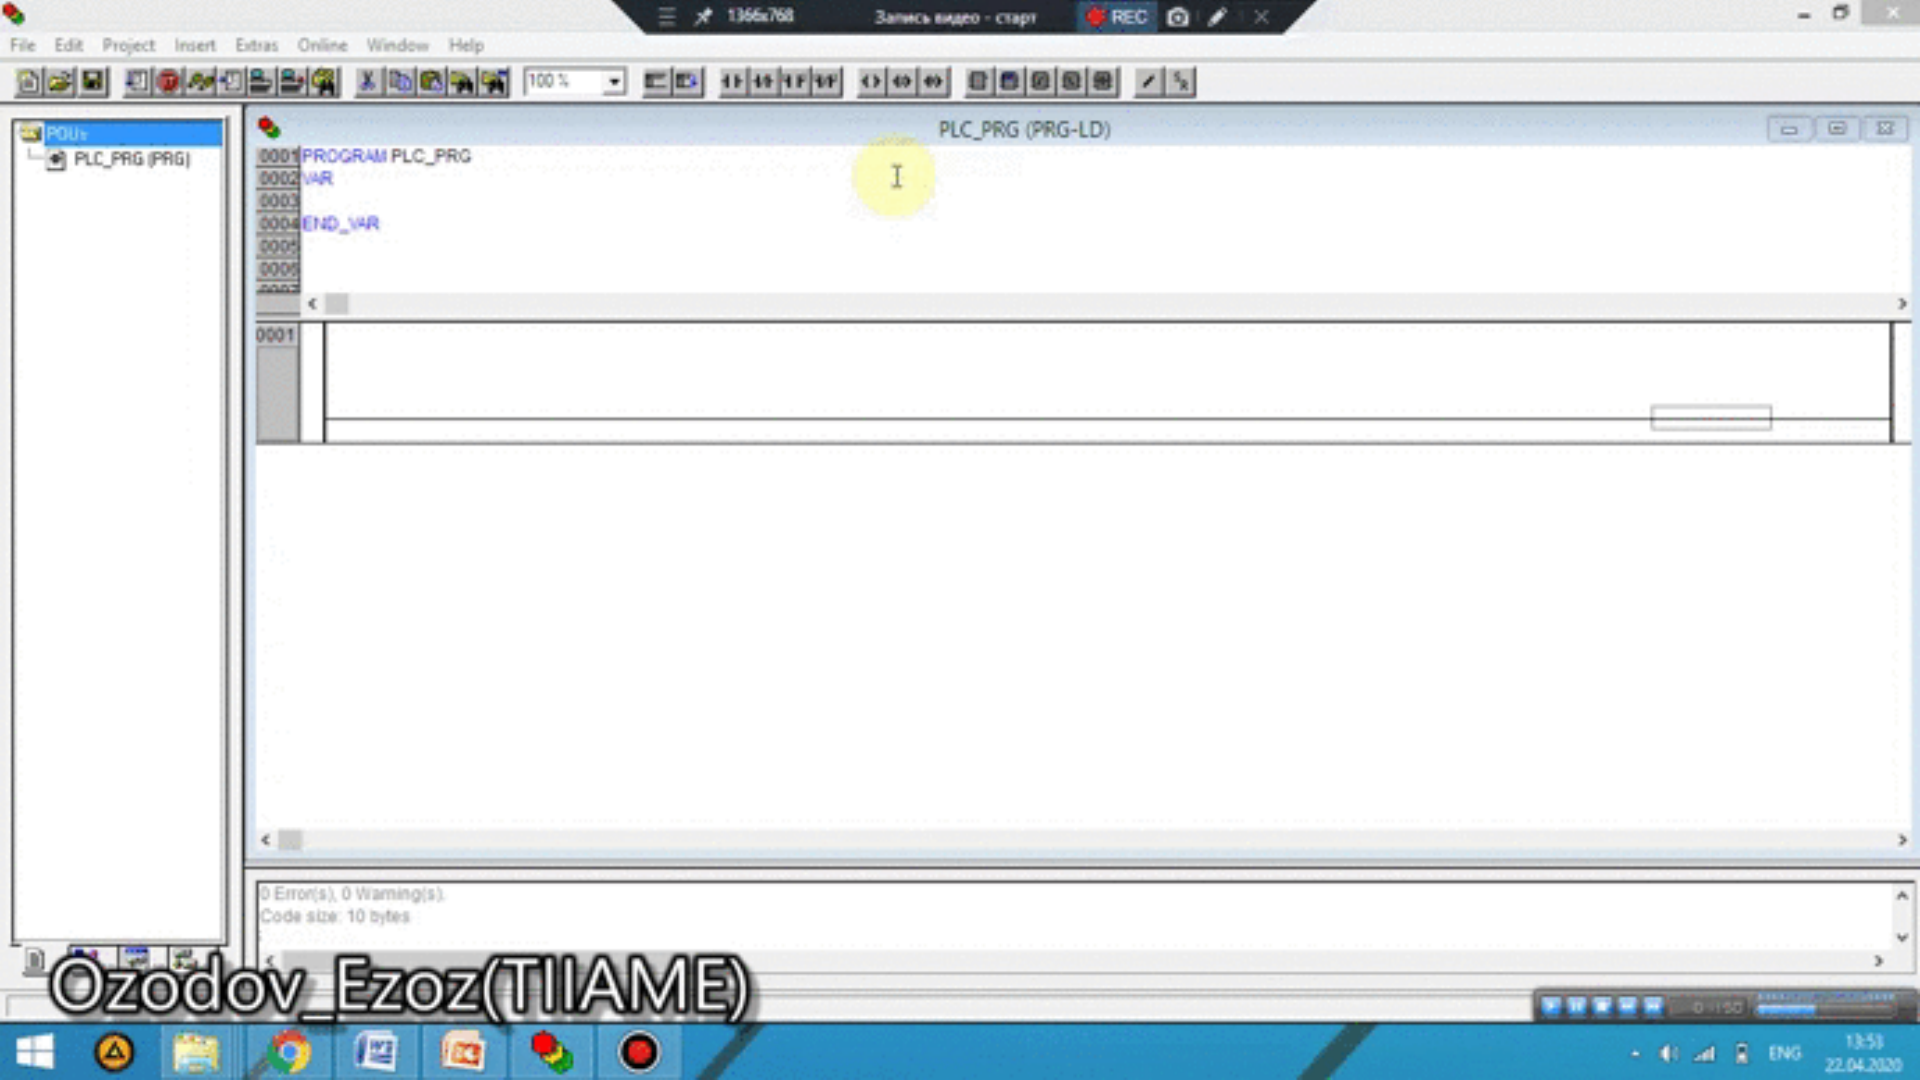 1366x768 Запись видео - старт REC
File Edit Project Insert Extras Online Window Help
100 %
POUs
PLC_PRG (PRG)
PLC_PRG (PRG-LD)
0001 PROGRAM PLC_PRG
0002 VAR
0003
0004 END_VAR
0005
0006
0007
0001
0 Error(s), 0 Warning(s).
Code size: 10 bytes
Ozodov_Ezoz(TIIAME)
ENG
13:53
22.04.2020